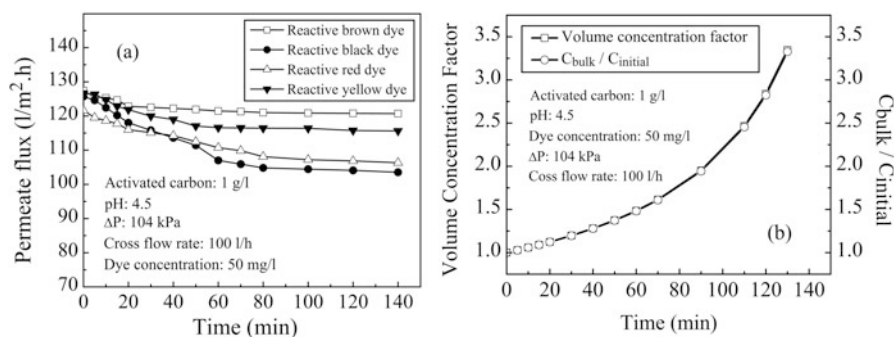 (a)
Reactive brown dye
Reactive black dye
Reactive red dye
Reactive yellow dye
Permeate flux (l/m².h)
140
130
120
110
100
90
80
70
Activated carbon: 1 g/l
pH: 4.5
ΔP: 104 kPa
Cross flow rate: 100 l/h
Dye concentration: 50 mg/l
0 20 40 60 80 100 120 140
Time (min)
Volume concentration factor
C_bulk / C_initial
Volume Concentration Factor
3.5
3.0
2.5
2.0
1.5
1.0
Activated carbon: 1 g/l
pH: 4.5
Dye concentration: 50 mg/l
ΔP: 104 kPa
Coss flow rate: 100 l/h
(b)
0 20 40 60 80 100 120 140
Time (min)
3.5
3.0
2.5
2.0
1.5
1.0
C_bulk / C_initial